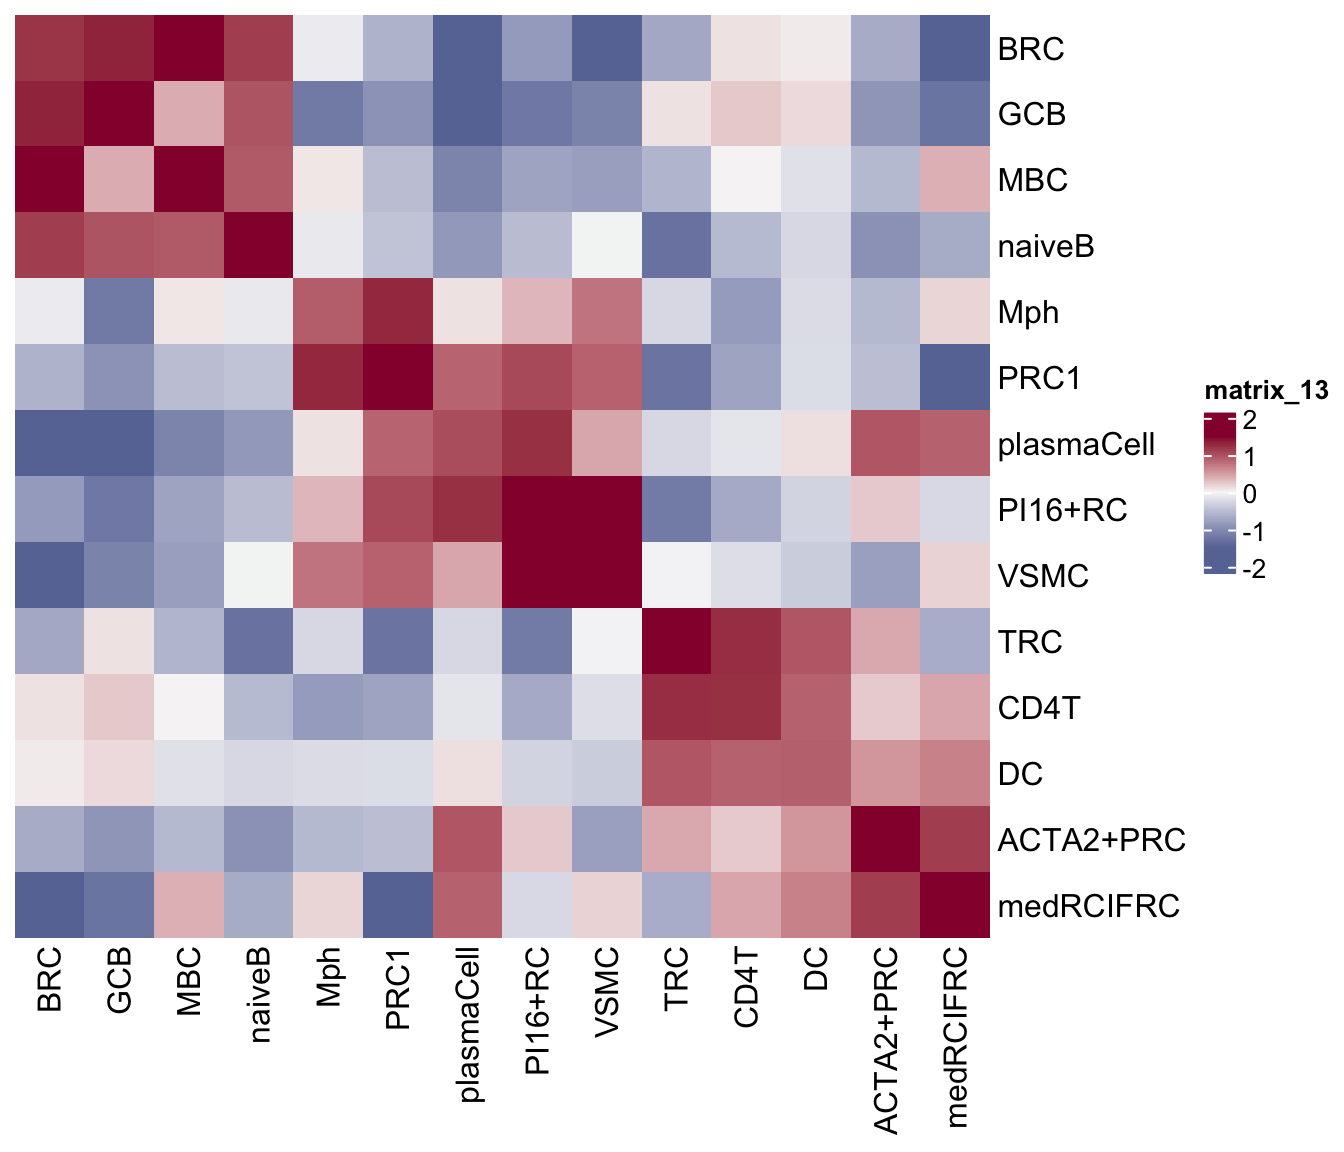 BRC
GCB
MBC
naiveB
Mph
PRC1
plasmaCell
PI16+RC
VSMC
TRC
CD4T
DC
ACTA2+PRC
medRCIFRC
matrix_13
2
1
0
-1
-2
BRC
GCB
MBC
naiveB
Mph
PRC1
plasmaCell
PI16+RC
VSMC
TRC
CD4T
DC
ACTA2+PRC
medRCIFRC